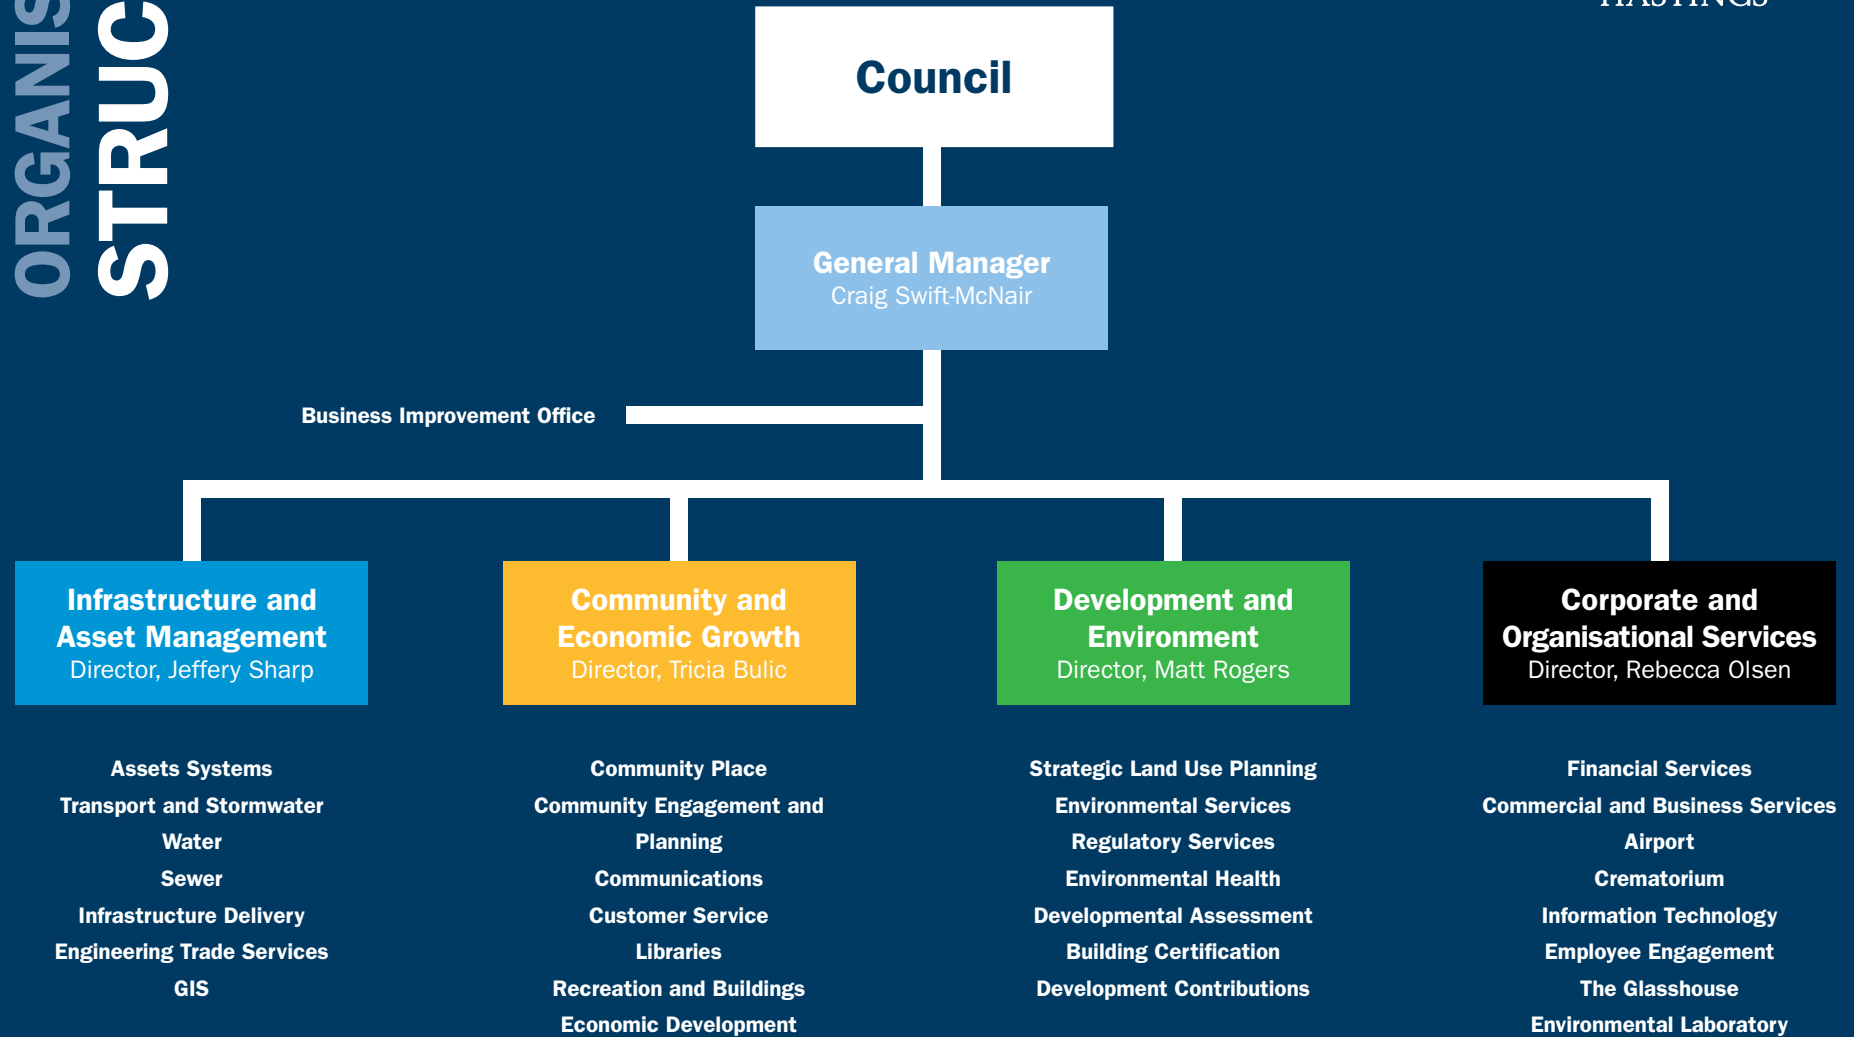 ORGANIS
STRUC
HASTINGS
Council
General Manager
Craig Swift-McNair
Business Improvement Office
Infrastructure and
Asset Management
Director, Jeffery Sharp
Assets Systems
Transport and Stormwater
Water
Sewer
Infrastructure Delivery
Engineering Trade Services
GIS
Community and
Economic Growth
Director, Tricia Bulic
Community Place
Community Engagement and
Planning
Communications
Customer Service
Libraries
Recreation and Buildings
Economic Development
Development and
Environment
Director, Matt Rogers
Strategic Land Use Planning
Environmental Services
Regulatory Services
Environmental Health
Developmental Assessment
Building Certification
Development Contributions
Corporate and
Organisational Services
Director, Rebecca Olsen
Financial Services
Commercial and Business Services
Airport
Crematorium
Information Technology
Employee Engagement
The Glasshouse
Environmental Laboratory